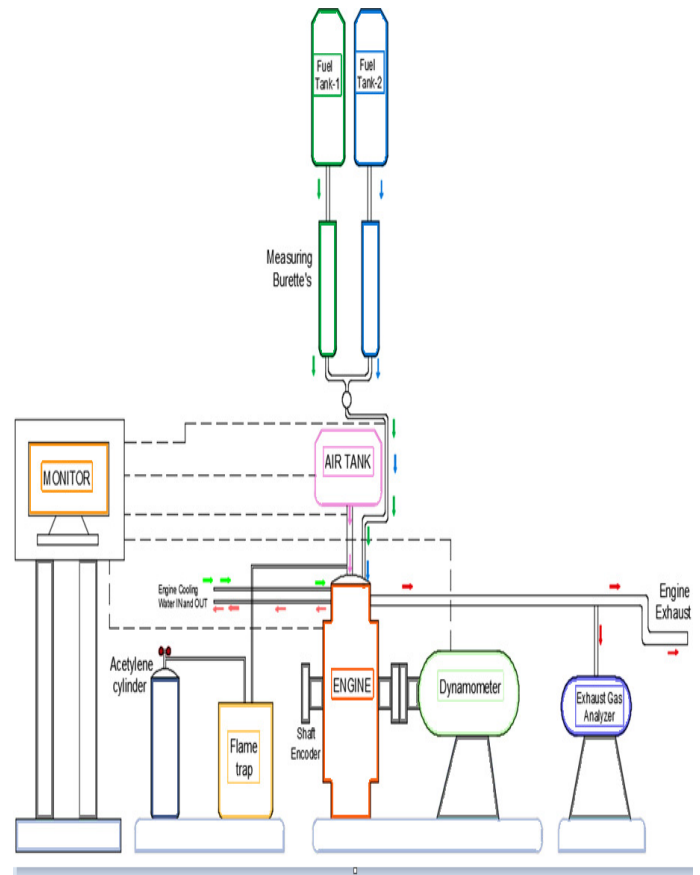 Fuel
Tank-1
Fuel
Tank-2
Measuring
Burette's
MONITOR
AIR TANK
Engine Cooling
Water IN and OUT
Engine
Exhaust
Acetylene
cylinder
Flame
trap
Shaft
Encoder
ENGINE
Dynamometer
Exhaust Gas
Analyzer